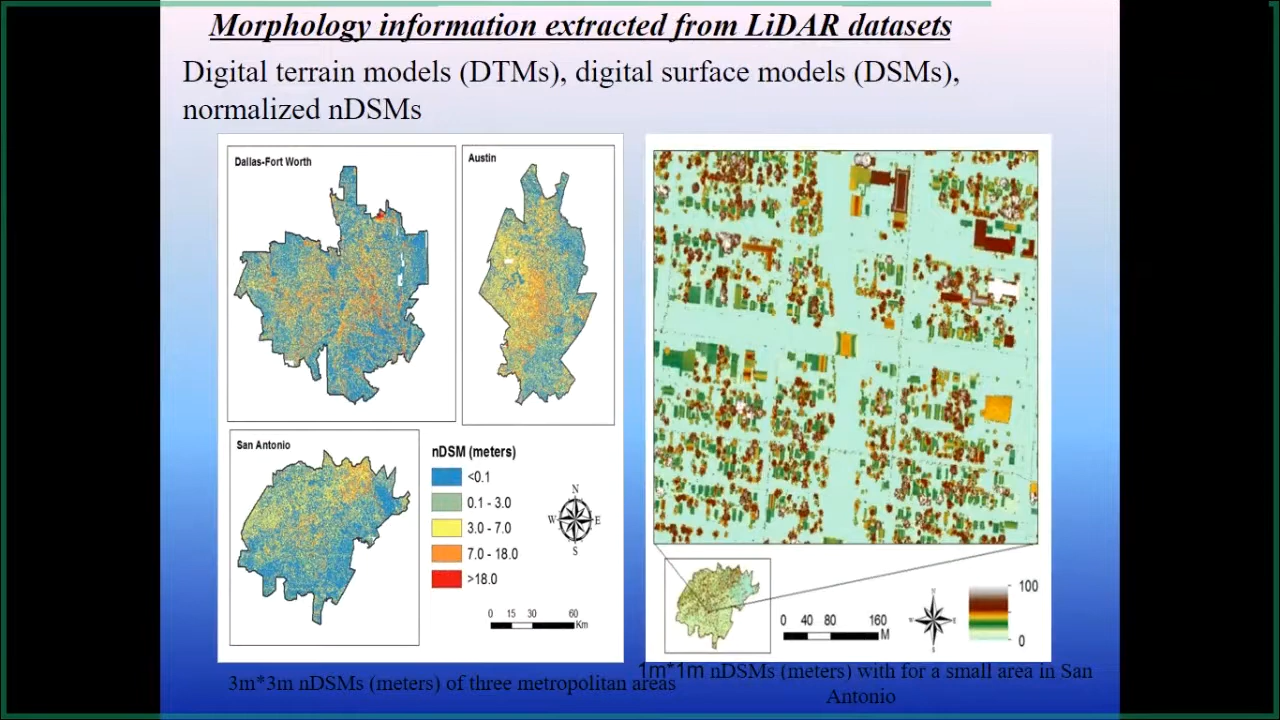 Morphology information extracted from LiDAR datasets
Digital terrain models (DTMs), digital surface models (DSMs),
normalized nDSMs
Dallas-Fort Worth
Austin
San Antonio
nDSM (meters)
<0.1
0.1 - 3.0
3.0 - 7.0
7.0 - 18.0
>18.0
N
W E
S
0 15 30 60
Km
3m*3m nDSMs (meters) of three metropolitan areas
0 40 80 160
M
N
W E
S
100
0
1m*1m nDSMs (meters) with for a small area in San
Antonio